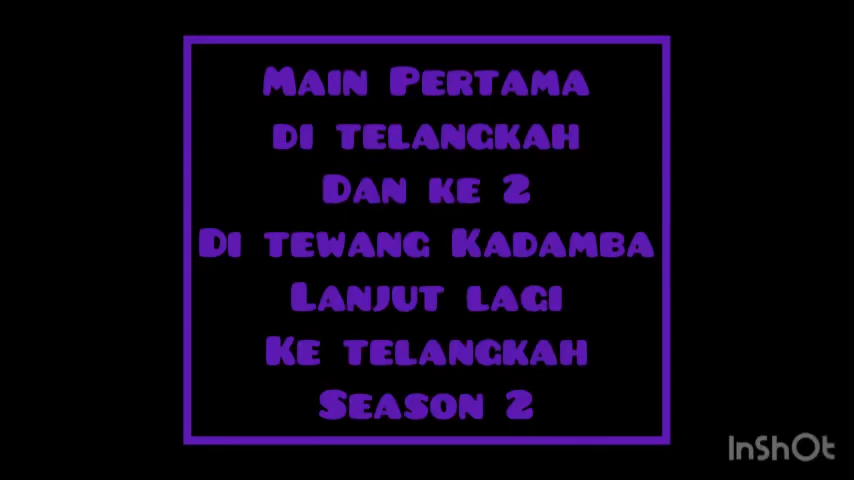 Main Pertama
di telangkah
Dan ke 2
Di tewang Kadamba
Lanjut lagi
Ke telangkah
Season 2
InShOt